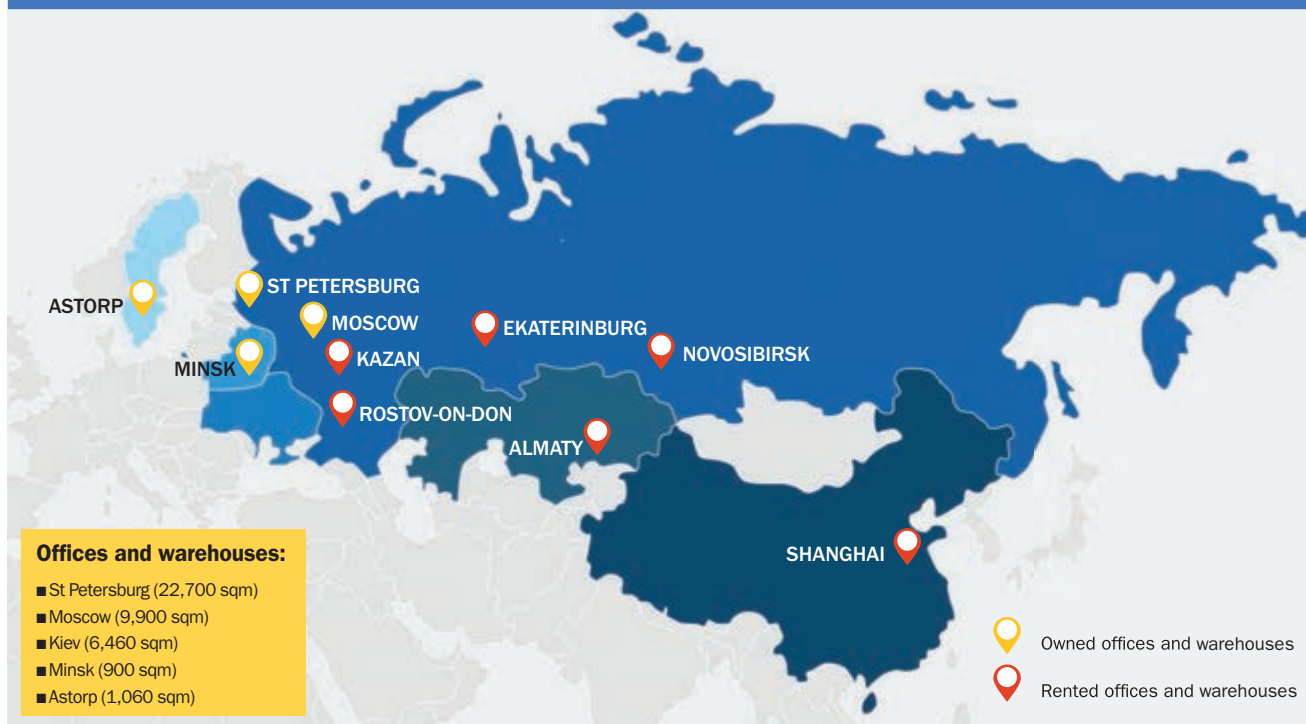 ST PETERSBURG
ASTORP
MOSCOW
EKATERINBURG
NOVOSIBIRSK
KAZAN
MINSK
ROSTOV-ON-DON
ALMATY
SHANGHAI
Offices and warehouses:
■ St Petersburg (22,700 sqm)
■ Moscow (9,900 sqm)
■ Kiev (6,460 sqm)
■ Minsk (900 sqm)
■ Astorp (1,060 sqm)
Owned offices and warehouses
Rented offices and warehouses